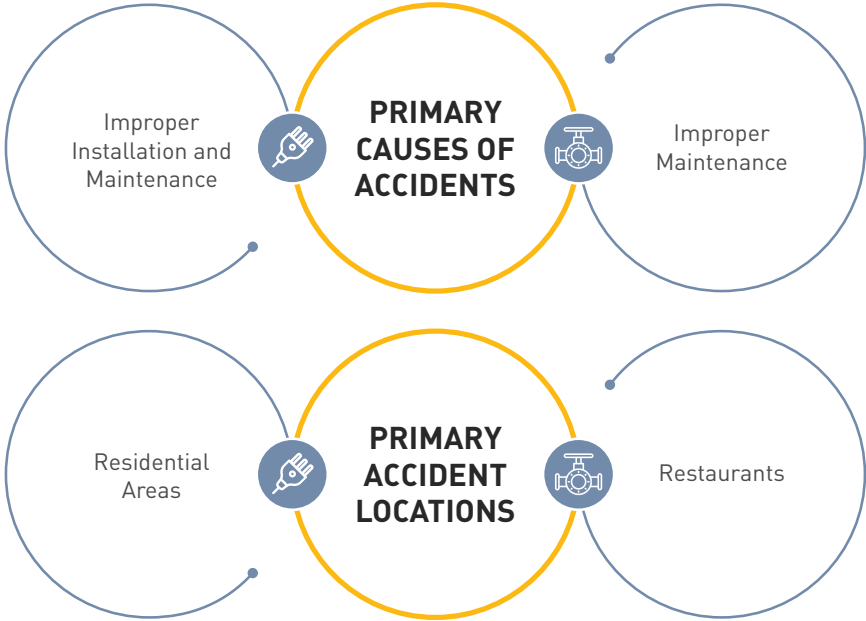 Improper
Installation and
Maintenance
PRIMARY
CAUSES OF
ACCIDENTS
Improper
Maintenance
Residential
Areas
PRIMARY
ACCIDENT
LOCATIONS
Restaurants